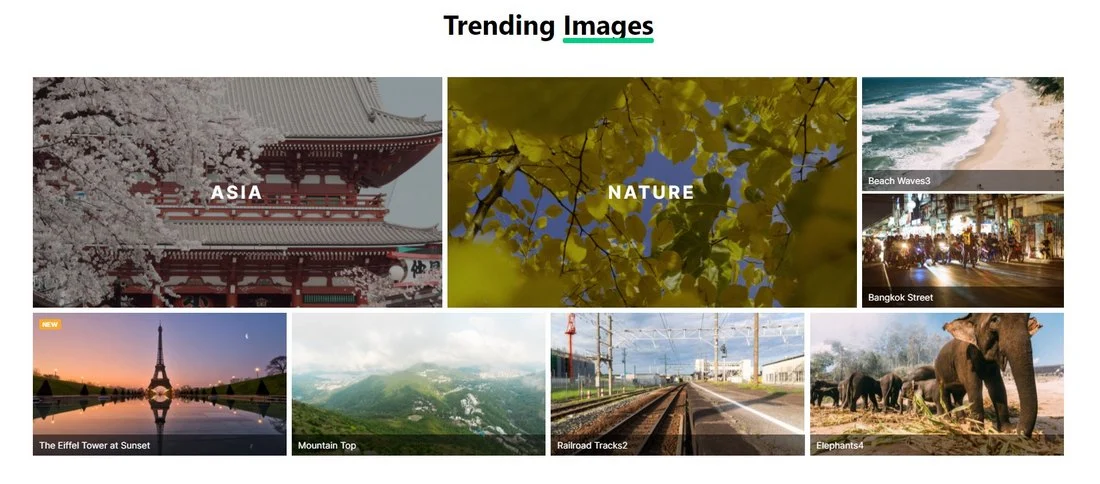 Trending Images
ASIA
NATURE
Beach Waves3
Bangkok Street
NEW
The Eiffel Tower at Sunset
Mountain Top
Railroad Tracks2
Elephants4